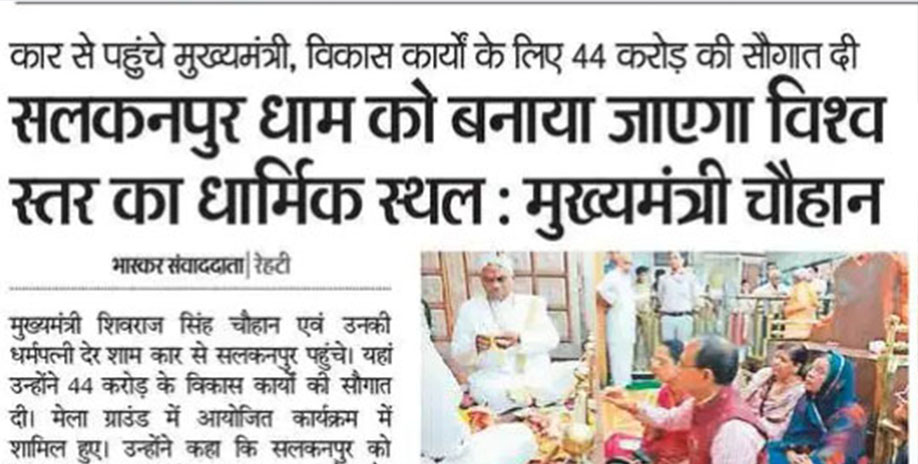 कार से पहुंचे मुख्यमंत्री, विकास कार्यों के लिए 44 करोड़ की सौगात दी
सलकनपुर धाम को बनाया जाएगा विश्व
स्तर का धार्मिक स्थल : मुख्यमंत्री चौहान
भास्कर संवाददाता| रेहटी
मुख्यमंत्री शिवराज सिंह चौहान एवं उनकी
धर्मपत्नी देर शाम कार से सलकनपुर पहुंचे। यहां
उन्होंने 44 करोड़ के विकास कार्यों की सौगात
दी। मेला ग्राउंड में आयोजित कार्यक्रम में
शामिल हुए। उन्होंने कहा कि सलकनपुर को